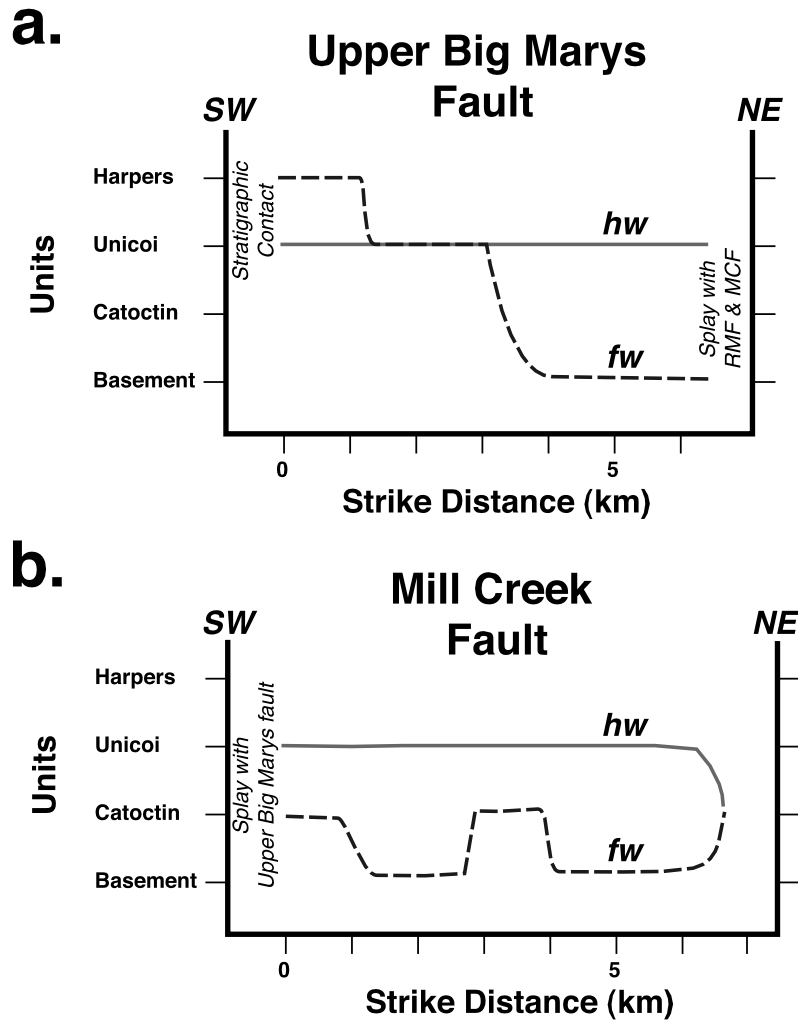 a.
Upper Big Marys
Fault
SW
NE
Harpers
Unicoi
Catoctin
Basement
Units
Stratigraphic
Contact
hw
fw
Splay with
RMF & MCF
0
5
Strike Distance (km)
b.
Mill Creek
Fault
SW
NE
Harpers
Unicoi
Catoctin
Basement
Units
Splay with
Upper Big Marys fault
hw
fw
0
5
Strike Distance (km)